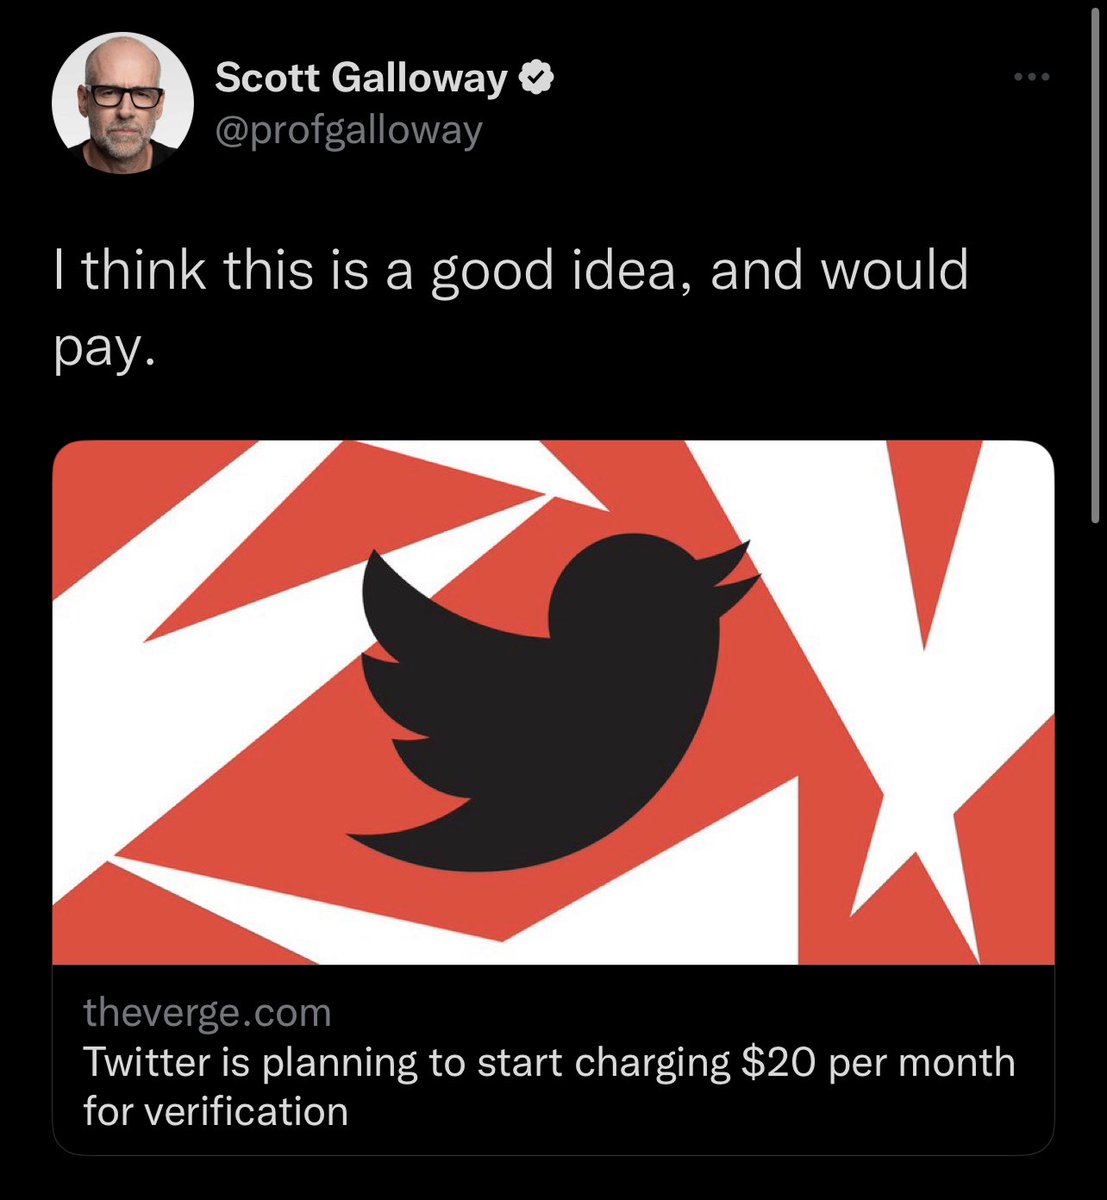 Scott Galloway
@profgalloway
I think this is a good idea, and would
pay.
theverge.com
Twitter is planning to start charging $20 per month
for verification